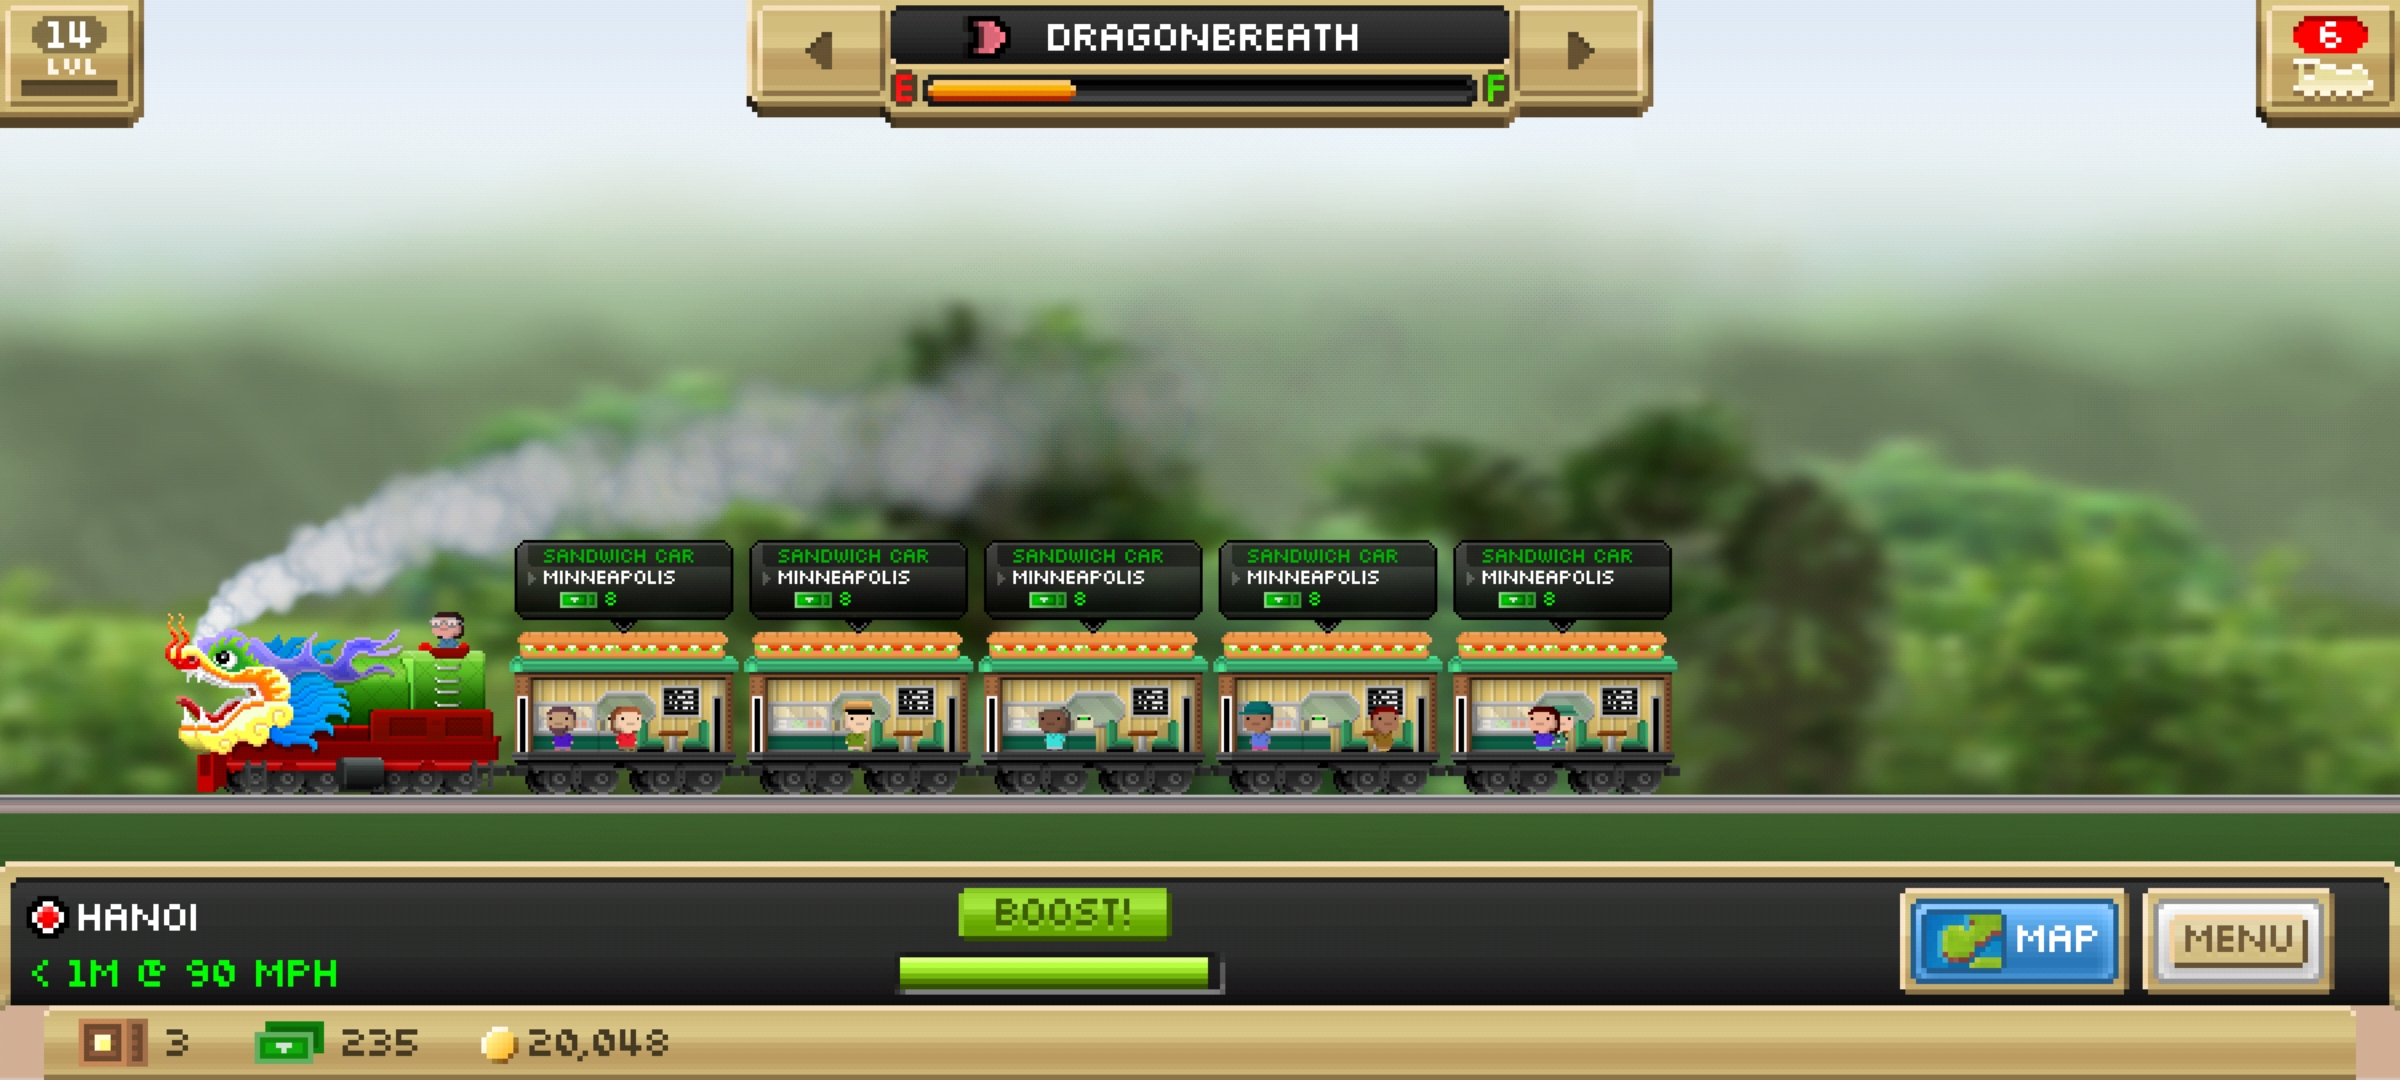 14
LVL
DRAGONBREATH
E F
6
SANDWICH CAR
MINNEAPOLIS
8
SANDWICH CAR
MINNEAPOLIS
8
SANDWICH CAR
MINNEAPOLIS
8
SANDWICH CAR
MINNEAPOLIS
8
SANDWICH CAR
MINNEAPOLIS
8
HANOI
< 1M @ 90 MPH
BOOST!
MAP
MENU
3 235 20,048